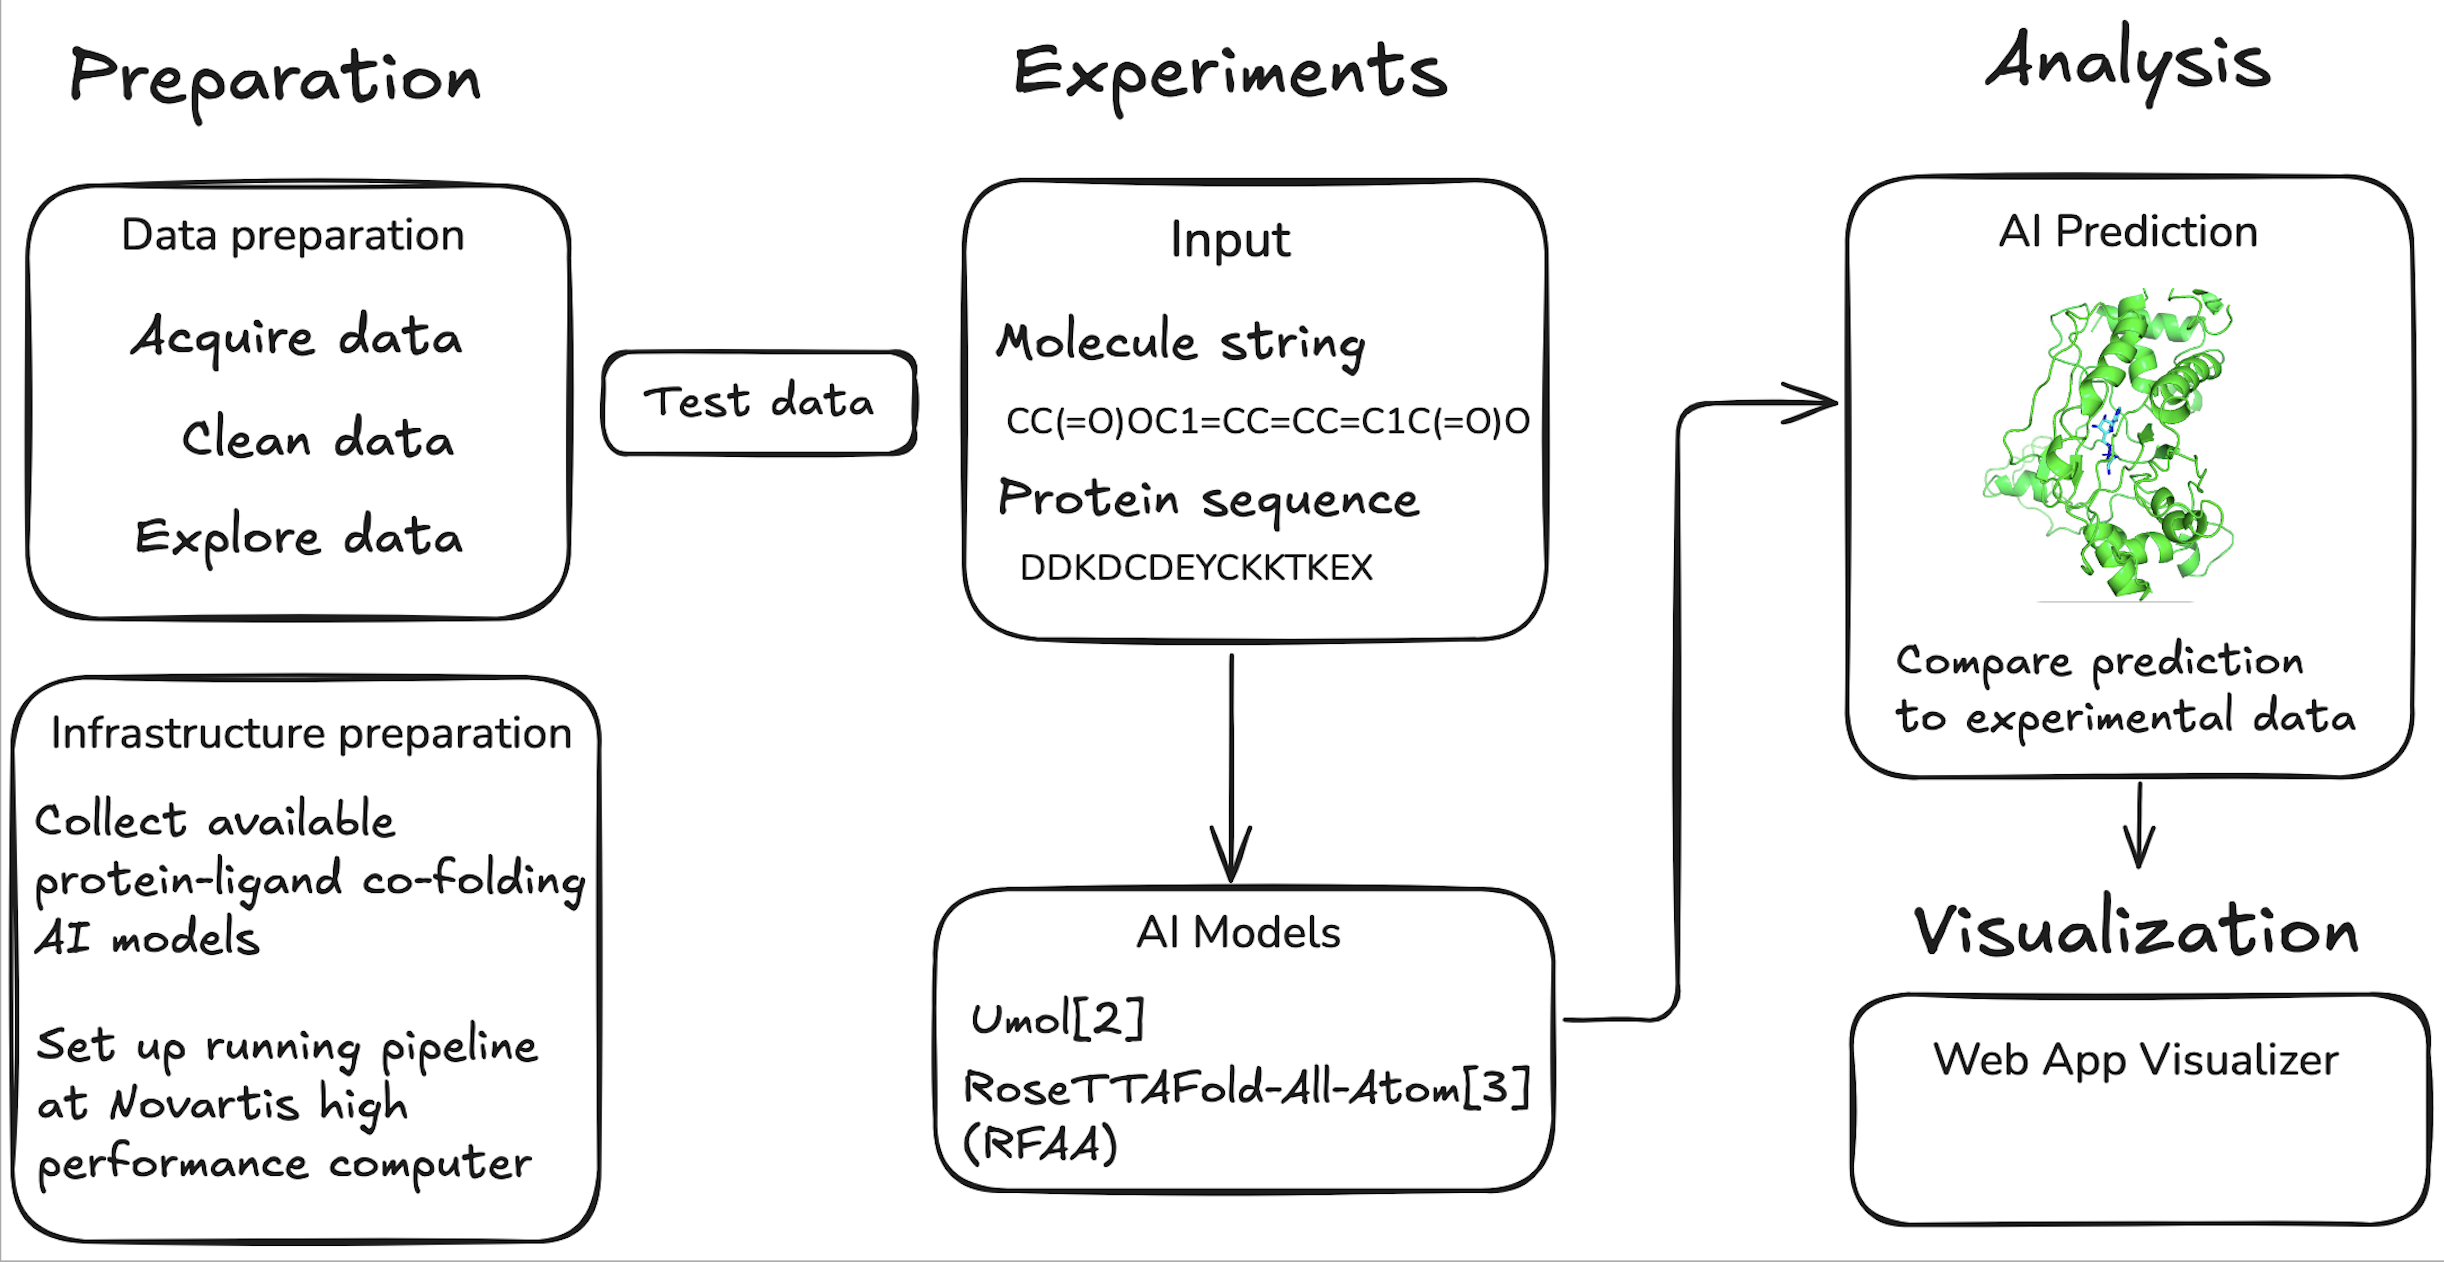 Preparation
Data preparation
Acquire data
Clean data
Explore data
Infrastructure preparation
Collect available
protein-ligand co-folding
AI models
Set up running pipeline
at Novartis high
performance computer
Test data
Experiments
Input
Molecule string
CC(=O)OC1=CC=CC=C1C(=O)O
Protein sequence
DDKDCDEYCKKTKEX
AI Models
Umol[2]
RoseTTAFold-All-Atom[3]
(RFAA)
Analysis
AI Prediction
Compare prediction
to experimental data
Visualization
Web App Visualizer